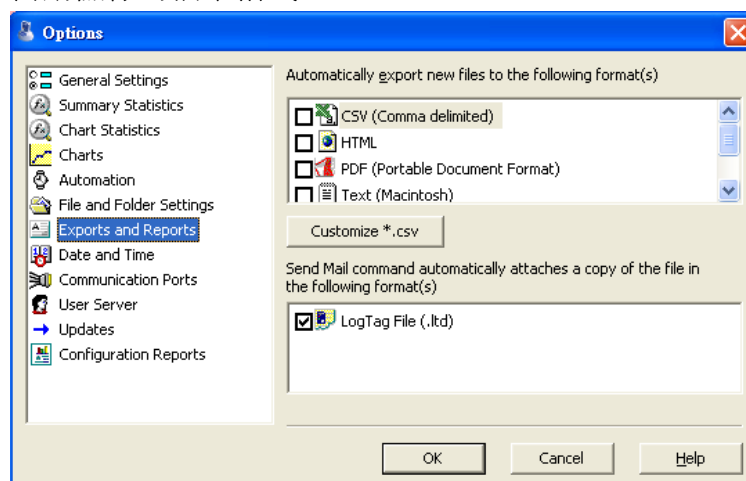 Options
General Settings
Summary Statistics
Chart Statistics
Charts
Automation
File and Folder Settings
Exports and Reports
Date and Time
Communication Ports
User Server
Updates
Configuration Reports
Automatically export new files to the following format(s)
CSV (Comma delimited)
HTML
PDF (Portable Document Format)
Text (Macintosh)
Customize *.csv
Send Mail command automatically attaches a copy of the file in
the following format(s)
LogTag File (.ltd)
OK
Cancel
Help